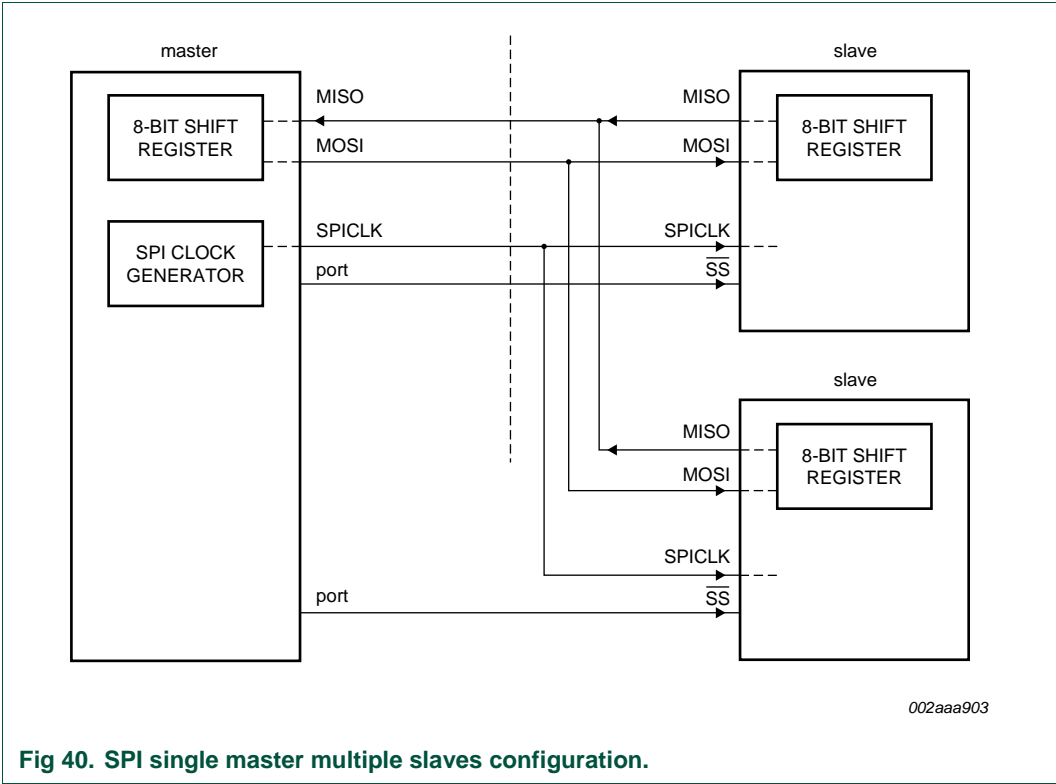 master
slave
MISO
MISO
8-BIT SHIFT
REGISTER
8-BIT SHIFT
REGISTER
MOSI
MOSI
SPICLK
SPICLK
SPI CLOCK
GENERATOR
port
SS
slave
MISO
8-BIT SHIFT
REGISTER
MOSI
SPICLK
port
SS
002aaa903
Fig 40. SPI single master multiple slaves configuration.